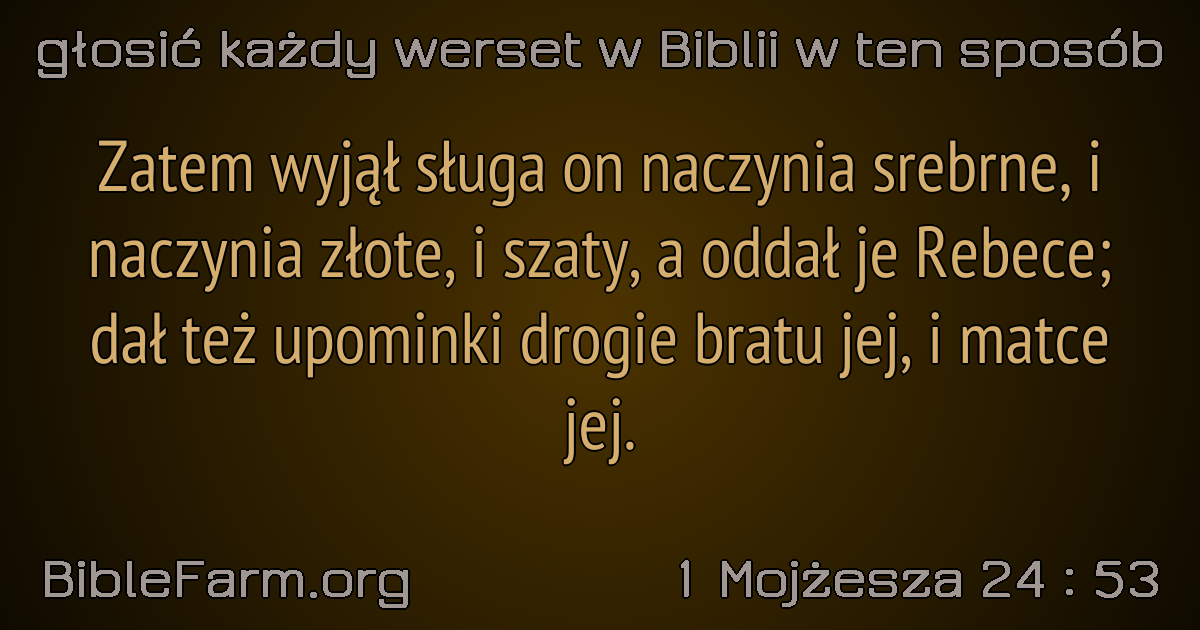 głosić każdy werset w Biblii w ten sposób
Zatem wyjął sługa on naczynia srebrne, i
naczynia złote, i szaty, a oddał je Rebece;
dał też upominki drogie bratu jej, i matce
jej.
BibleFarm.org
1 Mojżesza 24 : 53